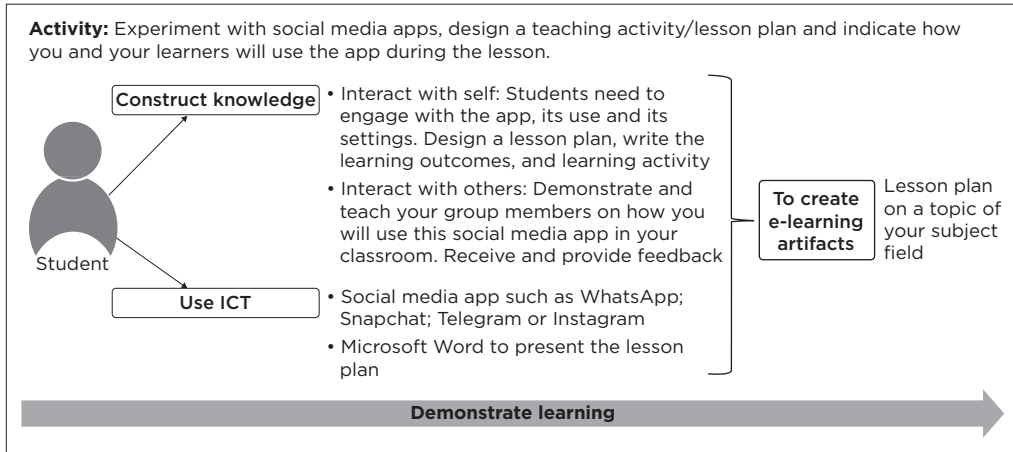 Activity: Experiment with social media apps, design a teaching activity/lesson plan and indicate how
you and your learners will use the app during the lesson.
Construct knowledge
• Interact with self: Students need to
engage with the app, its use and its
settings. Design a lesson plan, write the
learning outcomes, and learning activity
• Interact with others: Demonstrate and
teach your group members on how you
will use this social media app in your
classroom. Receive and provide feedback
Student
Use ICT
• Social media app such as WhatsApp;
Snapchat; Telegram or Instagram
• Microsoft Word to present the lesson
plan
To create
e-learning
artifacts
Lesson plan
on a topic of
your subject
field
Demonstrate learning